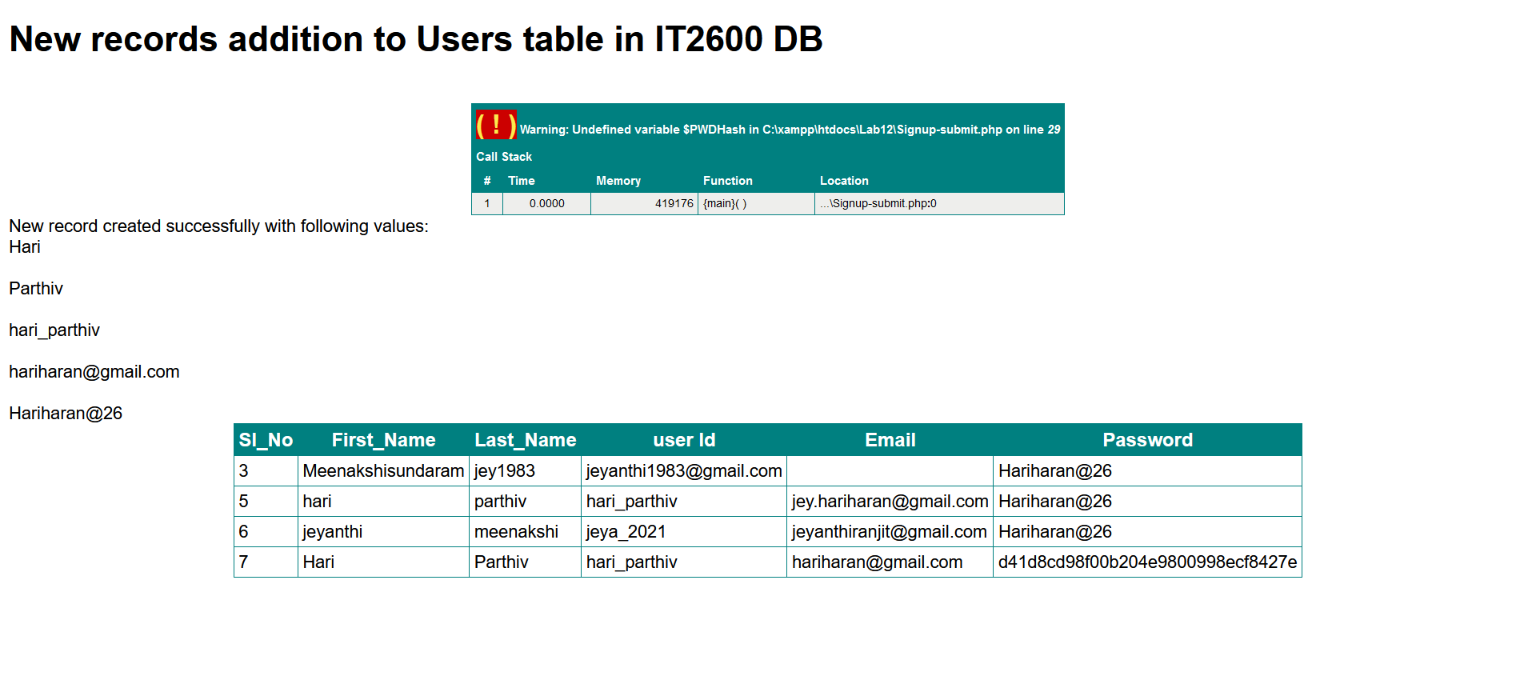 New records addition to Users table in IT2600 DB
( ! ) Warning: Undefined variable $PWDHash in C:\xampp\htdocs\Lab12\Signup-submit.php on line 29
Call Stack
# Time Memory Function Location
1 0.0000 419176 {main}( ) ...\Signup-submit.php:0
New record created successfully with following values:
Hari
Parthiv
hari_parthiv
hariharan@gmail.com
Hariharan@26
Sl_No First_Name Last_Name user Id Email Password
3 Meenakshisundaram jey1983 jeyanthi1983@gmail.com Hariharan@26
5 hari parthiv hari_parthiv jey.hariharan@gmail.com Hariharan@26
6 jeyanthi meenakshi jeya_2021 jeyanthiranjit@gmail.com Hariharan@26
7 Hari Parthiv hari_parthiv hariharan@gmail.com d41d8cd98f00b204e9800998ecf8427e